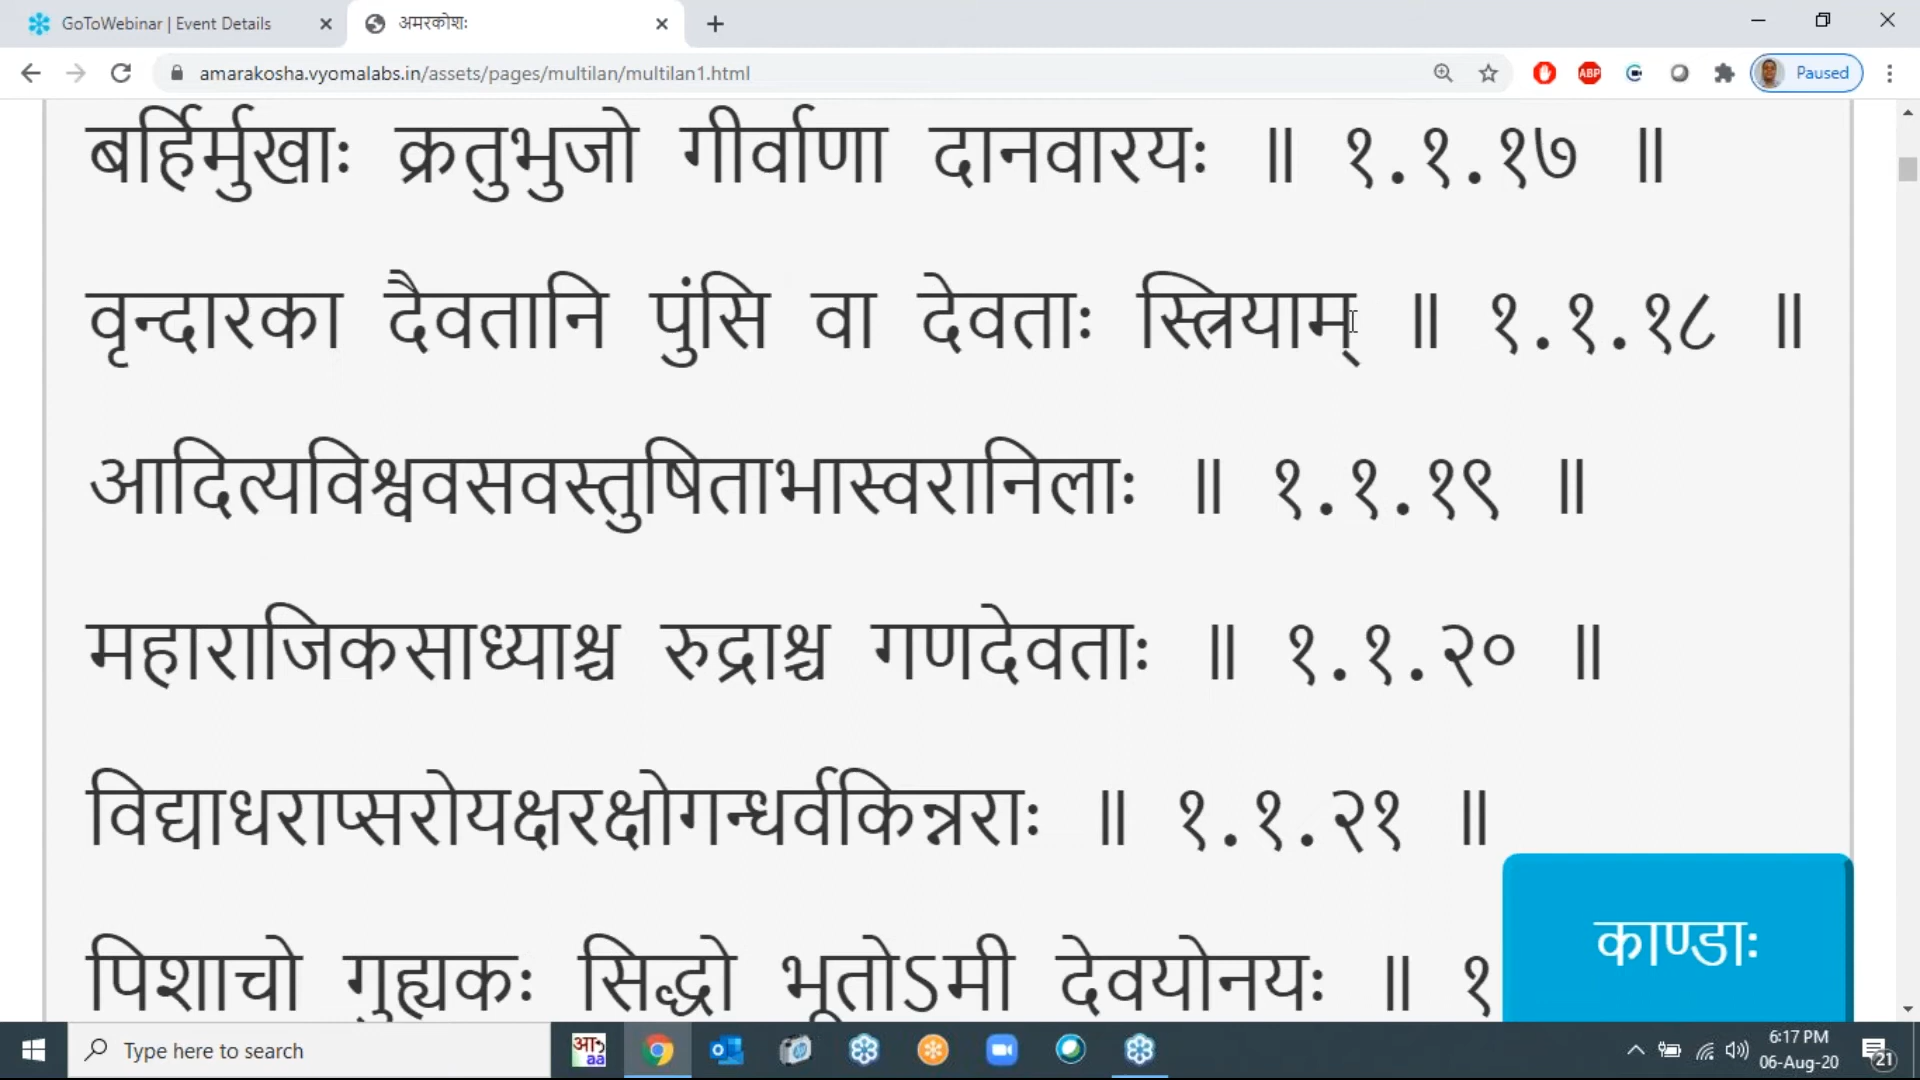 GoToWebinar | Event Details
अमरकोशः
amarakosha.vyomalabs.in/assets/pages/multilan/multilan1.html
ABP
Paused
बर्हिर्मुखाः क्रतुभुजो गीर्वाणा दानवारयः ॥ १.१.१७ ॥
वृन्दारका दैवतानि पुंसि वा देवताः स्त्रियाम् ॥ १.१.१८ ॥
आदित्यविश्ववसवस्तुषिताभास्वरानिलाः ॥ १.१.१९ ॥
महाराजिकसाध्याश्च रुद्राश्च गणदेवताः ॥ १.१.२० ॥
विद्याधराप्सरोयक्षरक्षोगन्धर्वकिन्नराः ॥ १.१.२१ ॥
पिशाचो गुह्यकः सिद्धो भूतोऽमी देवयोनयः ॥ १
काण्डाः
Type here to search
आ
aa
6:17 PM
06-Aug-20
21